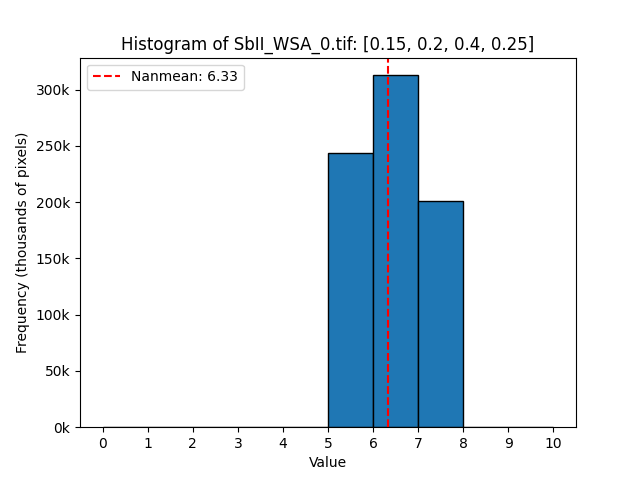 Histogram of SbII_WSA_0.tif: [0.15, 0.2, 0.4, 0.25]
Nanmean: 6.33
Frequency (thousands of pixels)
300k
250k
200k
150k
100k
50k
0k
0 1 2 3 4 5 6 7 8 9 10
Value